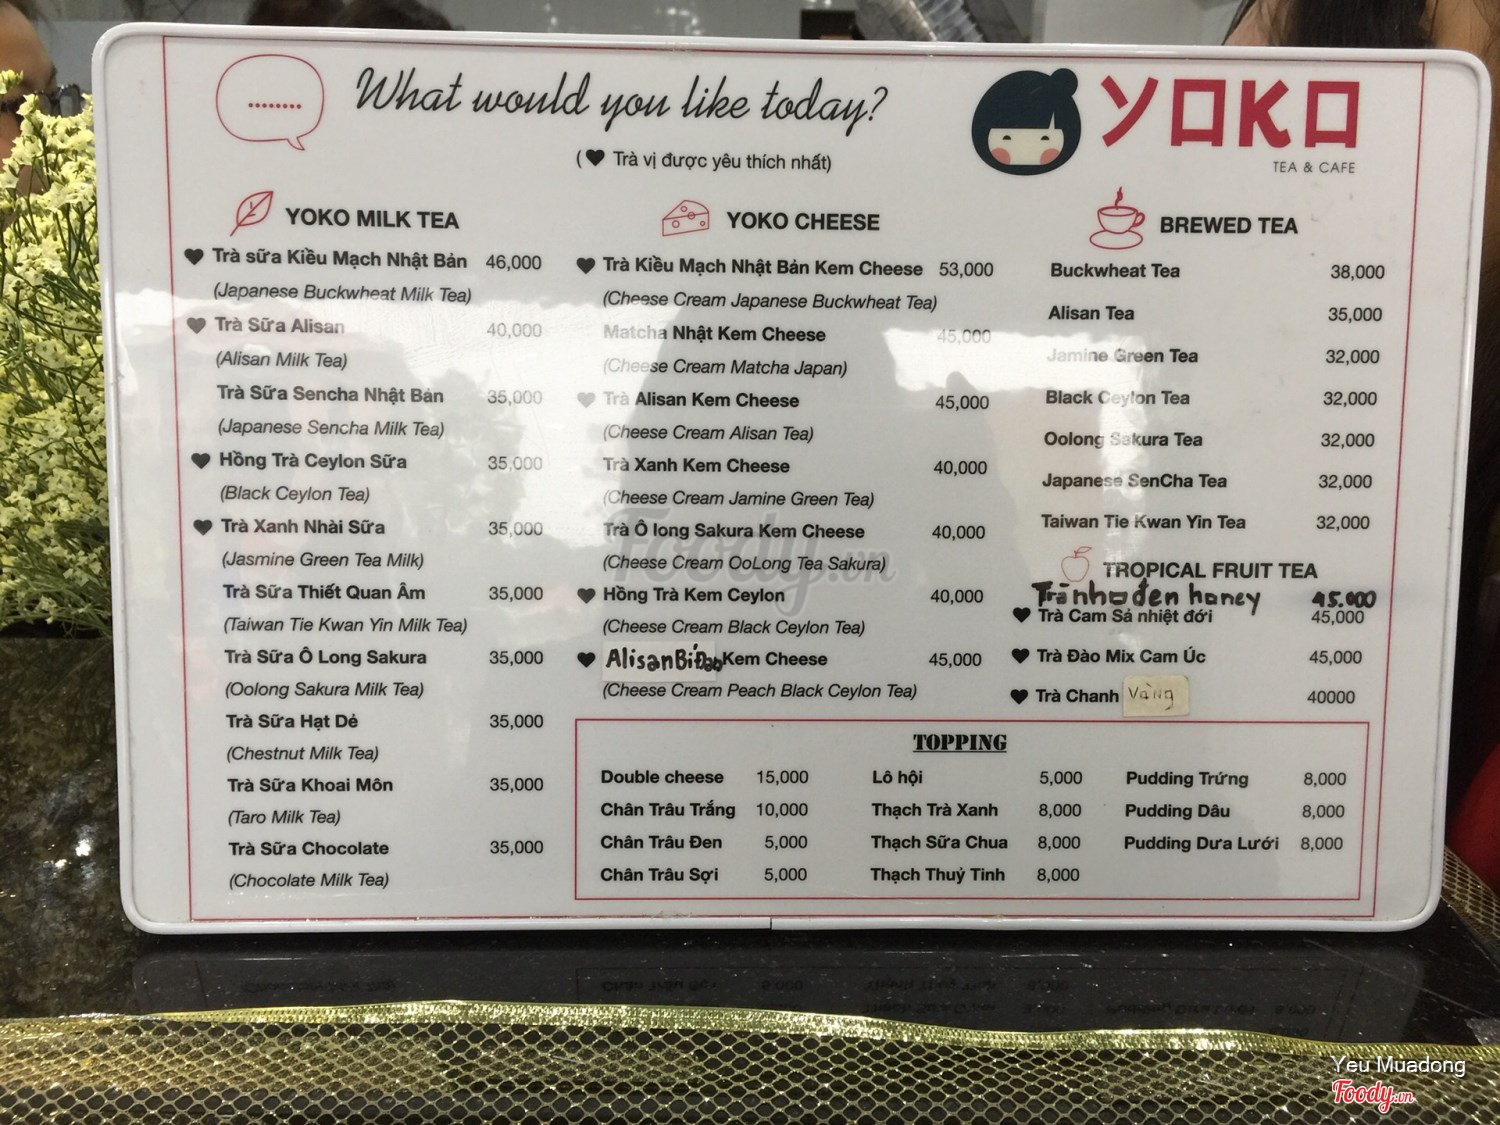 ........
What would you like today?
(♥ Trà vị được yêu thích nhất)
YOKO
TEA & CAFE
YOKO MILK TEA
♥ Trà sữa Kiều Mạch Nhật Bản 46,000
(Japanese Buckwheat Milk Tea)
♥ Trà Sữa Alisan 40,000
(Alisan Milk Tea)
Trà Sữa Sencha Nhật Bản 35,000
(Japanese Sencha Milk Tea)
♥ Hồng Trà Ceylon Sữa 35,000
(Black Ceylon Tea)
♥ Trà Xanh Nhài Sữa 35,000
(Jasmine Green Tea Milk)
Trà Sữa Thiết Quan Âm 35,000
(Taiwan Tie Kwan Yin Milk Tea)
Trà Sữa Ô Long Sakura 35,000
(Oolong Sakura Milk Tea)
Trà Sữa Hạt Dẻ 35,000
(Chestnut Milk Tea)
Trà Sữa Khoai Môn 35,000
(Taro Milk Tea)
Trà Sữa Chocolate 35,000
(Chocolate Milk Tea)
YOKO CHEESE
♥ Trà Kiều Mạch Nhật Bản Kem Cheese 53,000
(Cheese Cream Japanese Buckwheat Tea)
Matcha Nhật Kem Cheese 45,000
(Cheese Cream Matcha Japan)
♥ Trà Alisan Kem Cheese 45,000
(Cheese Cream Alisan Tea)
Trà Xanh Kem Cheese 40,000
(Cheese Cream Jamine Green Tea)
Trà Ô long Sakura Kem Cheese 40,000
(Cheese Cream OoLong Tea Sakura)
♥ Hồng Trà Kem Ceylon 40,000
(Cheese Cream Black Ceylon Tea)
♥ Alisan Bí Đao Kem Cheese 45,000
(Cheese Cream Peach Black Ceylon Tea)
BREWED TEA
Buckwheat Tea 38,000
Alisan Tea 35,000
Jamine Green Tea 32,000
Black Ceylon Tea 32,000
Oolong Sakura Tea 32,000
Japanese SenCha Tea 32,000
Taiwan Tie Kwan Yin Tea 32,000
TROPICAL FRUIT TEA
Trà nho đen honey 45.000
♥ Trà Cam Sả nhiệt đới 45,000
♥ Trà Đào Mix Cam Úc 45,000
♥ Trà Chanh Vàng 40000
TOPPING
Double cheese 15,000
Chân Trâu Trắng 10,000
Chân Trâu Đen 5,000
Chân Trâu Sợi 5,000
Lô hội 5,000
Thạch Trà Xanh 8,000
Thạch Sữa Chua 8,000
Thạch Thuỷ Tinh 8,000
Pudding Trứng 8,000
Pudding Dâu 8,000
Pudding Dưa Lưới 8,000
Foody.vn
Yeu Muadong
Foody.vn